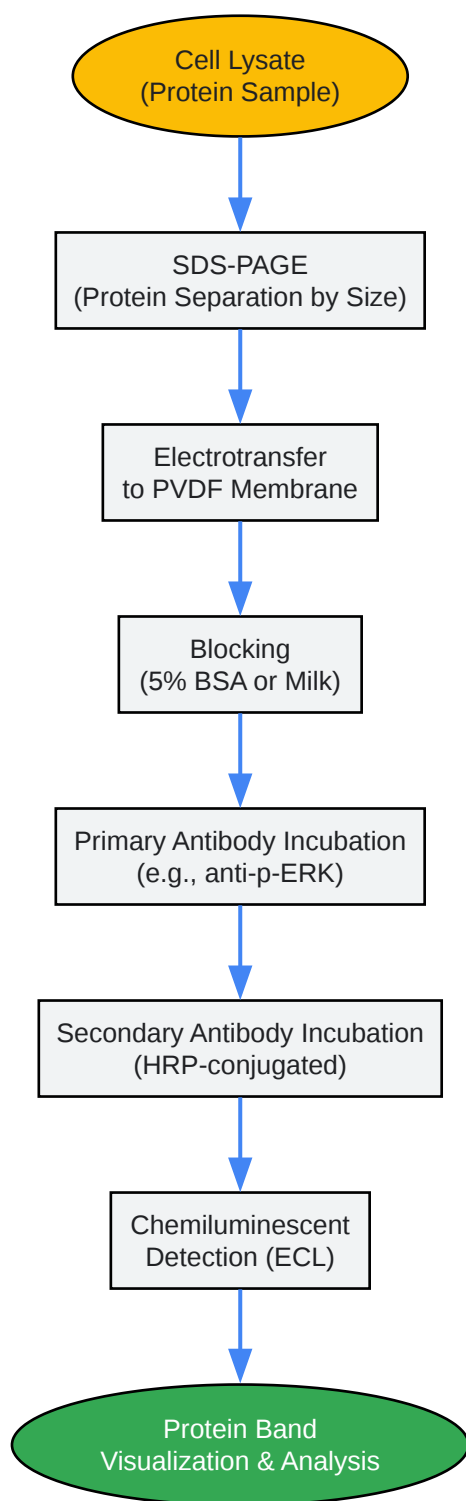 Cell Lysate
(Protein Sample)
SDS-PAGE
(Protein Separation by Size)
Electrotransfer
to PVDF Membrane
Blocking
(5% BSA or Milk)
Primary Antibody Incubation
(e.g., anti-p-ERK)
Secondary Antibody Incubation
(HRP-conjugated)
Chemiluminescent
Detection (ECL)
Protein Band
Visualization & Analysis